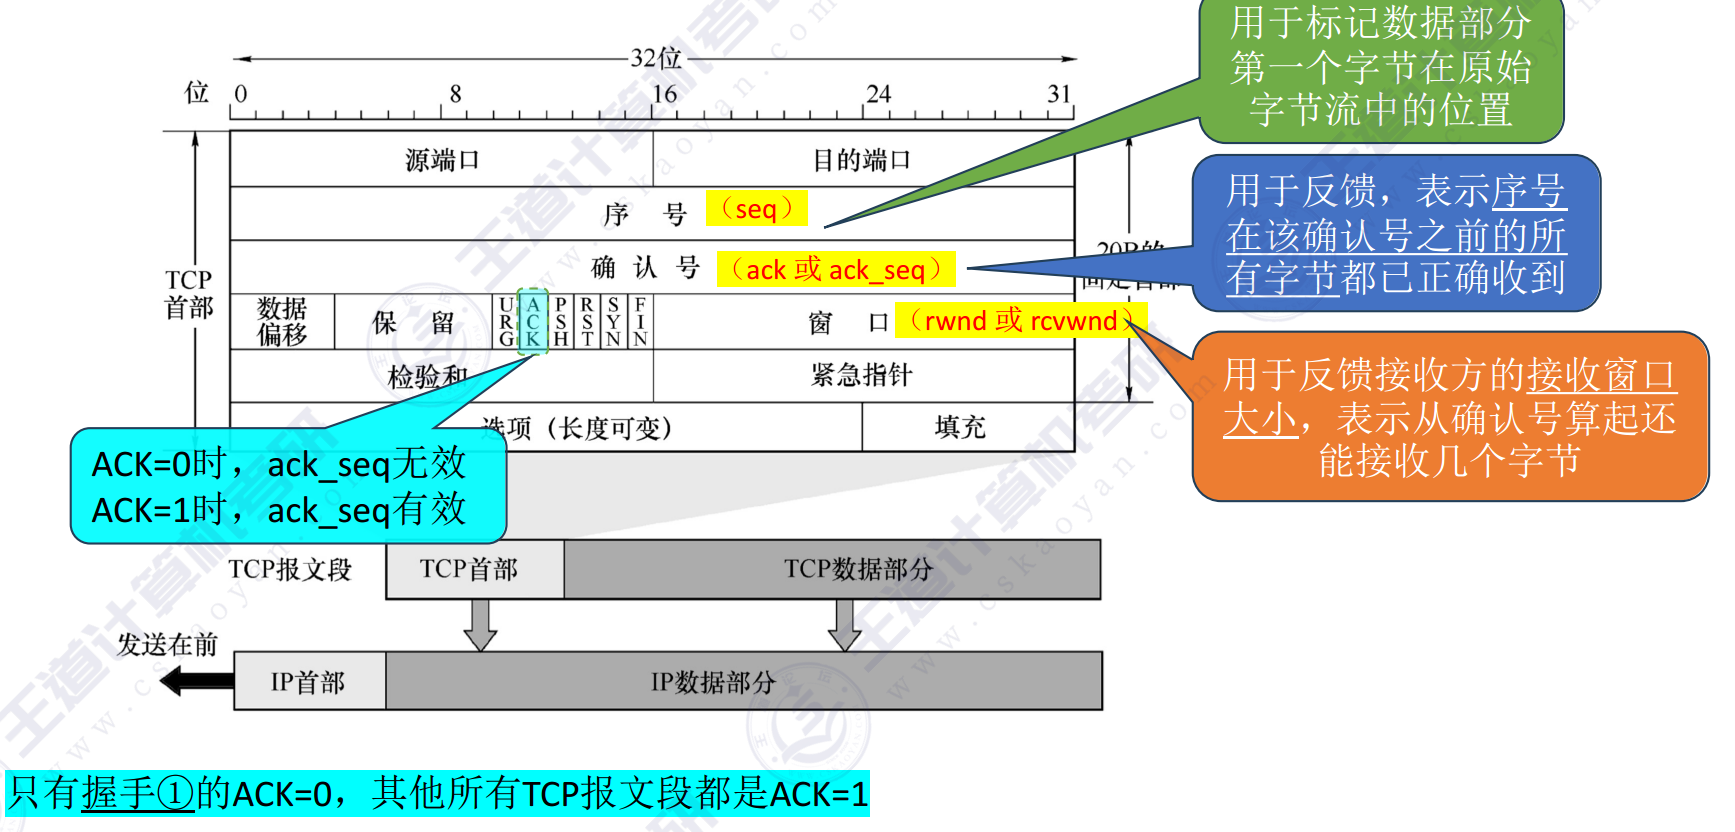 用于标记数据部分
第一个字节在原始
字节流中的位置
32位
位 0 8 16 24 31
源端口 目的端口
序 号 （seq）
用于反馈，表示序号
在该确认号之前的所
有字节都已正确收到
确 认 号 （ack 或 ack_seq）
TCP
首部
数据
偏移
保 留
URG ACK PSH RST SYN FIN
窗 口 （rwnd 或 rcvwnd）
用于反馈接收方的接收窗口
大小，表示从确认号算起还
能接收几个字节
检验和 紧急指针
选项（长度可变） 填充
ACK=0时，ack_seq无效
ACK=1时，ack_seq有效
TCP报文段 TCP首部 TCP数据部分
发送在前
IP首部 IP数据部分
只有握手①的ACK=0，其他所有TCP报文段都是ACK=1
王道计算机考研
www.cskaoyan.com